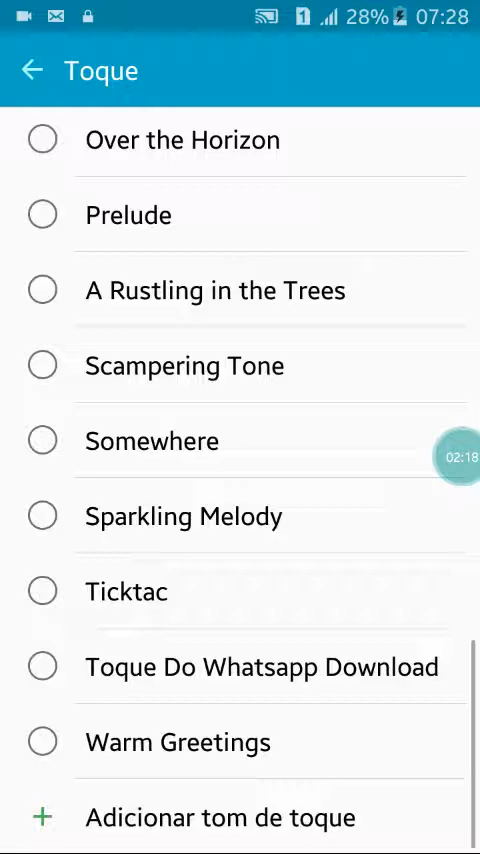 1 28% 07:28
Toque
Over the Horizon
Prelude
A Rustling in the Trees
Scampering Tone
Somewhere
02:18
Sparkling Melody
Ticktac
Toque Do Whatsapp Download
Warm Greetings
+ Adicionar tom de toque